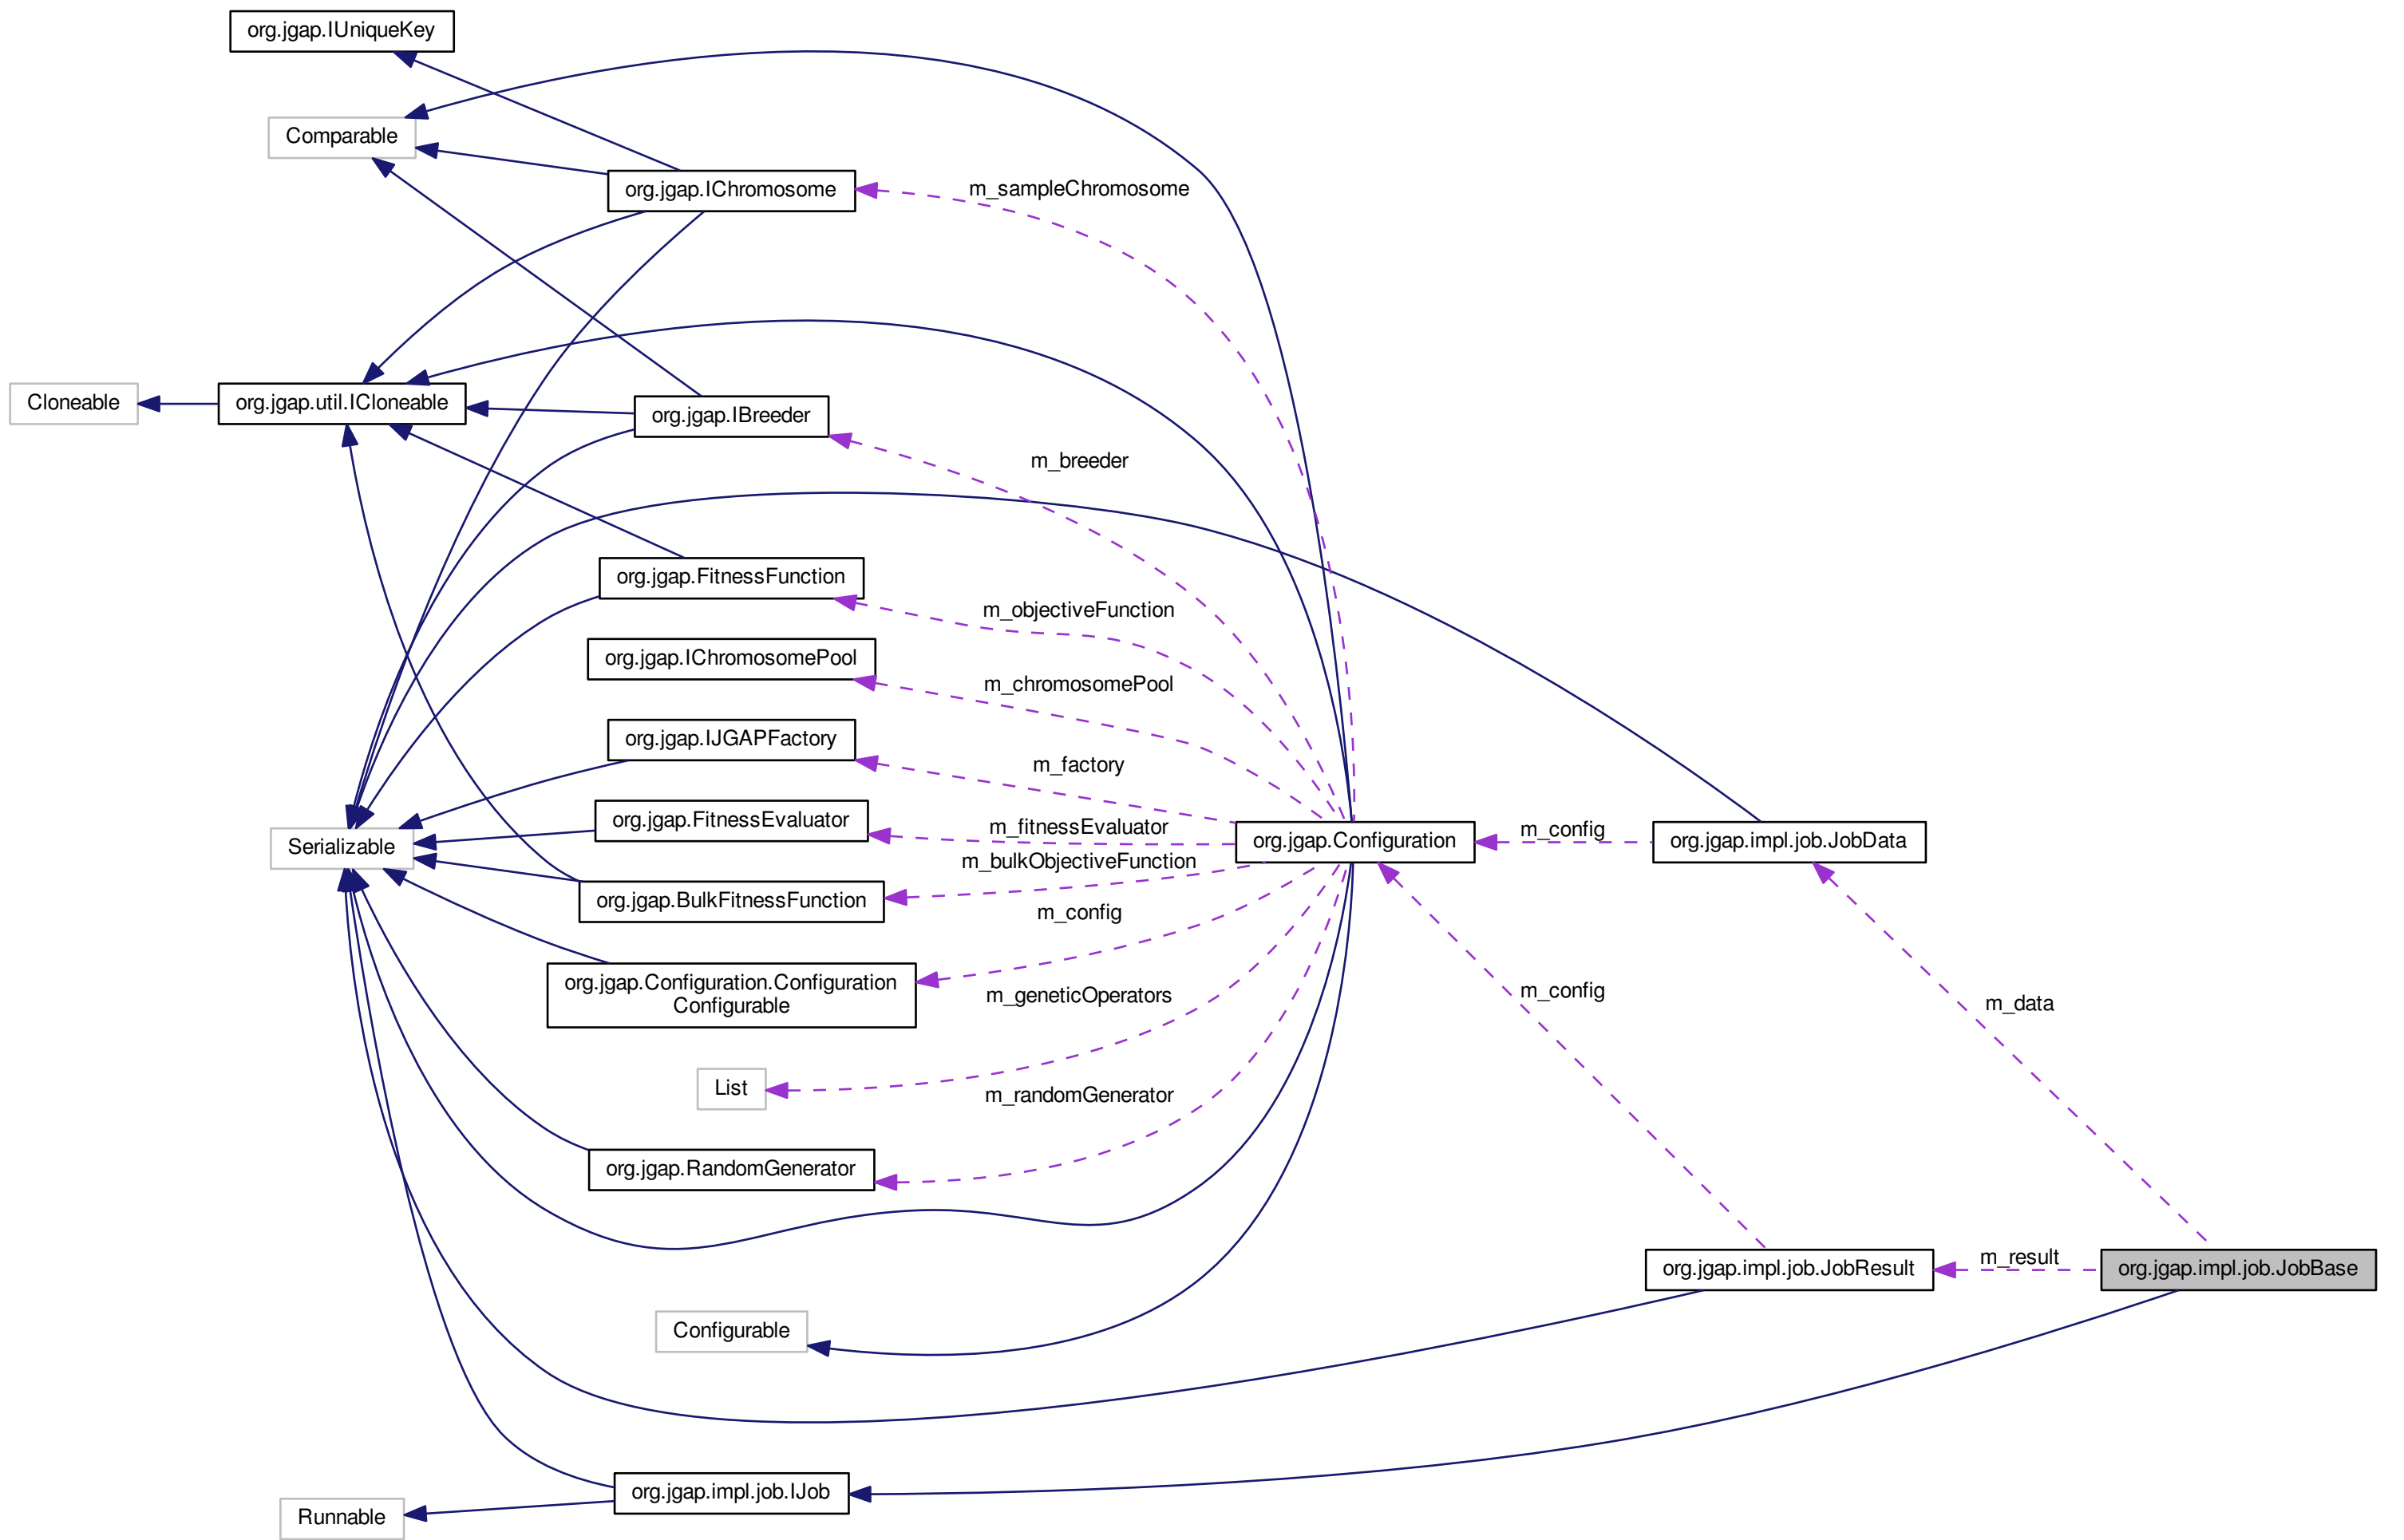 org.jgap.IUniqueKey
Comparable
org.jgap.IChromosome
m_sampleChromosome
Cloneable
org.jgap.util.ICloneable
org.jgap.IBreeder
m_breeder
org.jgap.FitnessFunction
m_objectiveFunction
org.jgap.IChromosomePool
m_chromosomePool
org.jgap.IJGAPFactory
m_factory
Serializable
org.jgap.FitnessEvaluator
m_fitnessEvaluator
org.jgap.Configuration
m_config
org.jgap.impl.job.JobData
m_bulkObjectiveFunction
org.jgap.BulkFitnessFunction
m_config
org.jgap.Configuration.Configuration
Configurable
m_geneticOperators
m_config
m_data
List
m_randomGenerator
org.jgap.RandomGenerator
org.jgap.impl.job.JobResult
m_result
org.jgap.impl.job.JobBase
Configurable
org.jgap.impl.job.IJob
Runnable